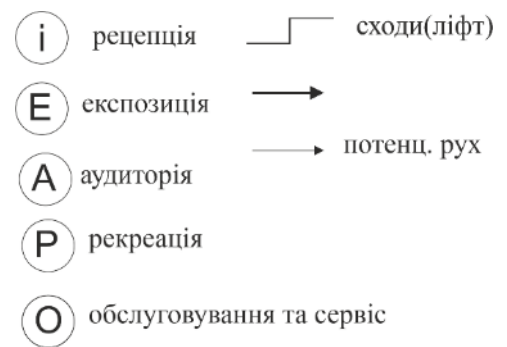 i рецепція
сходи(ліфт)
E експозиція
потенц. рух
A аудиторія
P рекреація
O обслуговування та сервіс